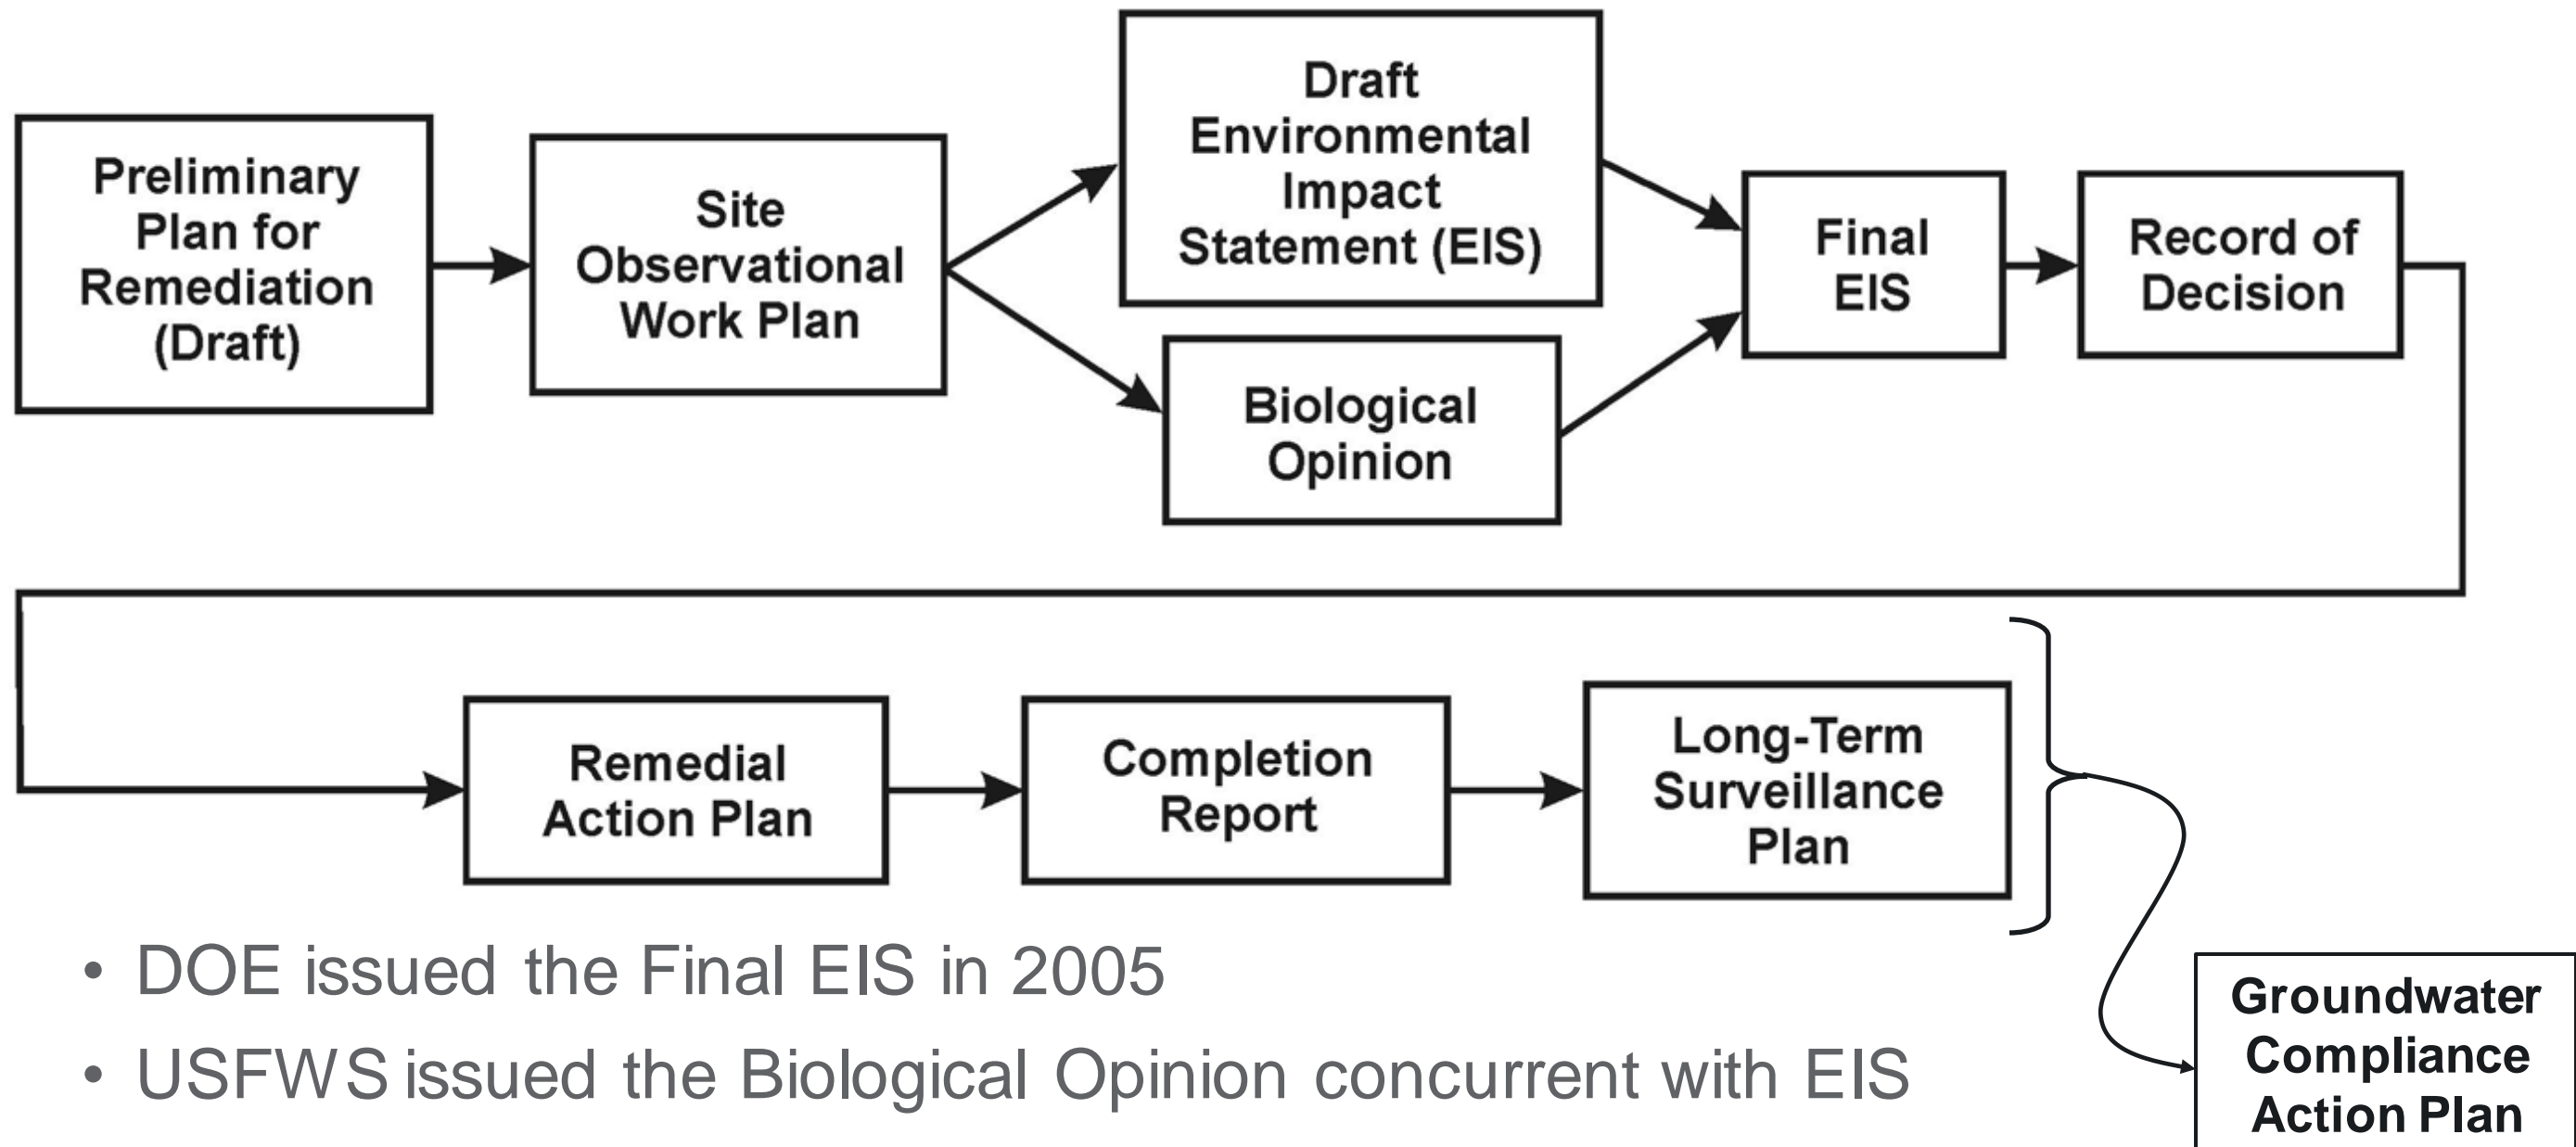 Preliminary
Plan for
Remediation
(Draft)
Site
Observational
Work Plan
Draft
Environmental
Impact
Statement (EIS)
Biological
Opinion
Final
EIS
Record of
Decision
Remedial
Action Plan
Completion
Report
Long-Term
Surveillance
Plan
Groundwater
Compliance
Action Plan
• DOE issued the Final EIS in 2005
• USFWS issued the Biological Opinion concurrent with EIS